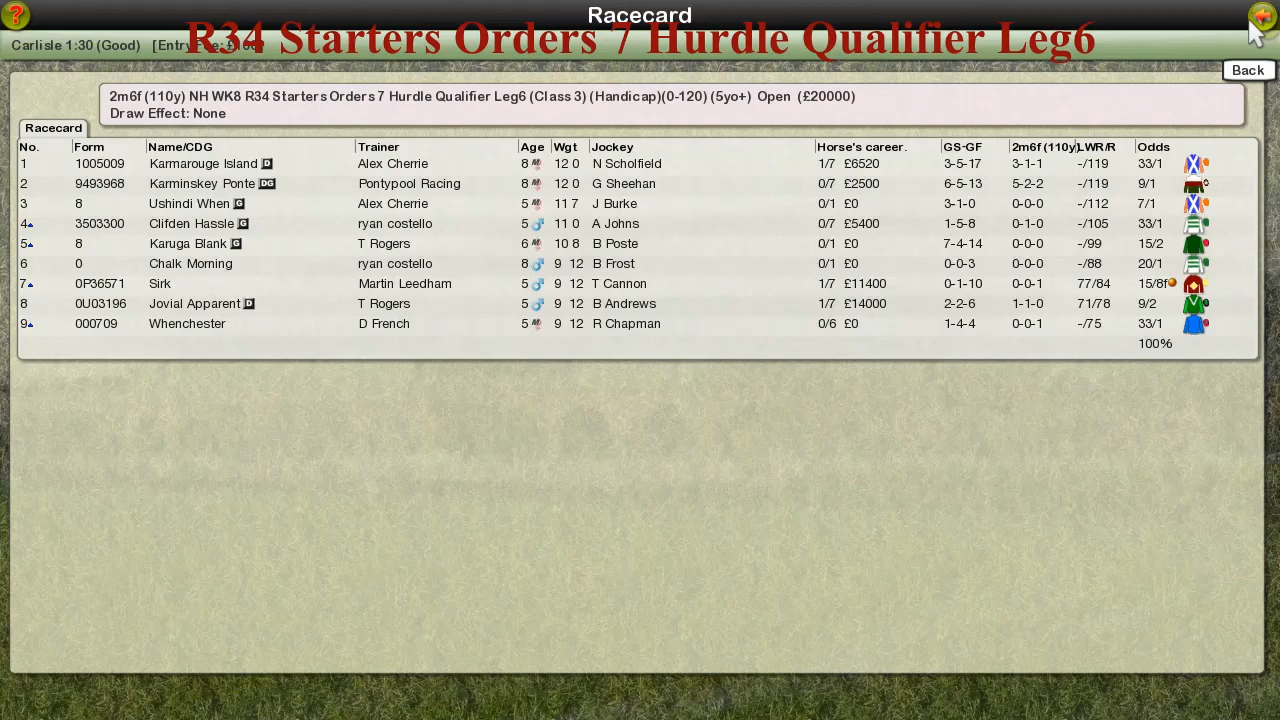 Racecard
R34 Starters Orders 7 Hurdle Qualifier Leg6
Carlisle 1:30 (Good) [Entry
Back
2m6f (110y) NH WK8 R34 Starters Orders 7 Hurdle Qualifier Leg6 (Class 3) (Handicap)(0-120) (5yo+) Open (£20000)
Draw Effect: None
Racecard
No. Form Name/CDG Trainer Age Wgt Jockey Horse's career. GS-GF 2m6f (110y) LWR/R Odds
1 1005009 Karmarouge Island D Alex Cherrie 8 12 0 N Scholfield 1/7 £6520 3-5-17 3-1-1 -/119 33/1
2 9493968 Karminskey Ponte DG Pontypool Racing 8 12 0 G Sheehan 0/7 £2500 6-5-13 5-2-2 -/119 9/1
3 8 Ushindi When G Alex Cherrie 5 11 7 J Burke 0/1 £0 3-1-0 0-0-0 -/112 7/1
4 3503300 Clifden Hassle G ryan costello 5 11 0 A Johns 0/7 £5400 1-5-8 0-1-0 -/105 33/1
5 8 Karuga Blank G T Rogers 6 10 8 B Poste 0/1 £0 7-4-14 0-0-0 -/99 15/2
6 0 Chalk Morning ryan costello 8 9 12 B Frost 0/1 £0 0-0-3 0-0-0 -/88 20/1
7 0P36571 Sirk Martin Leedham 5 9 12 T Cannon 1/7 £11400 0-1-10 0-0-1 77/84 15/8f
8 0U03196 Jovial Apparent D T Rogers 5 9 12 B Andrews 1/7 £14000 2-2-6 1-1-0 71/78 9/2
9 000709 Whenchester D French 5 9 12 R Chapman 0/6 £0 1-4-4 0-0-1 -/75 33/1
100%